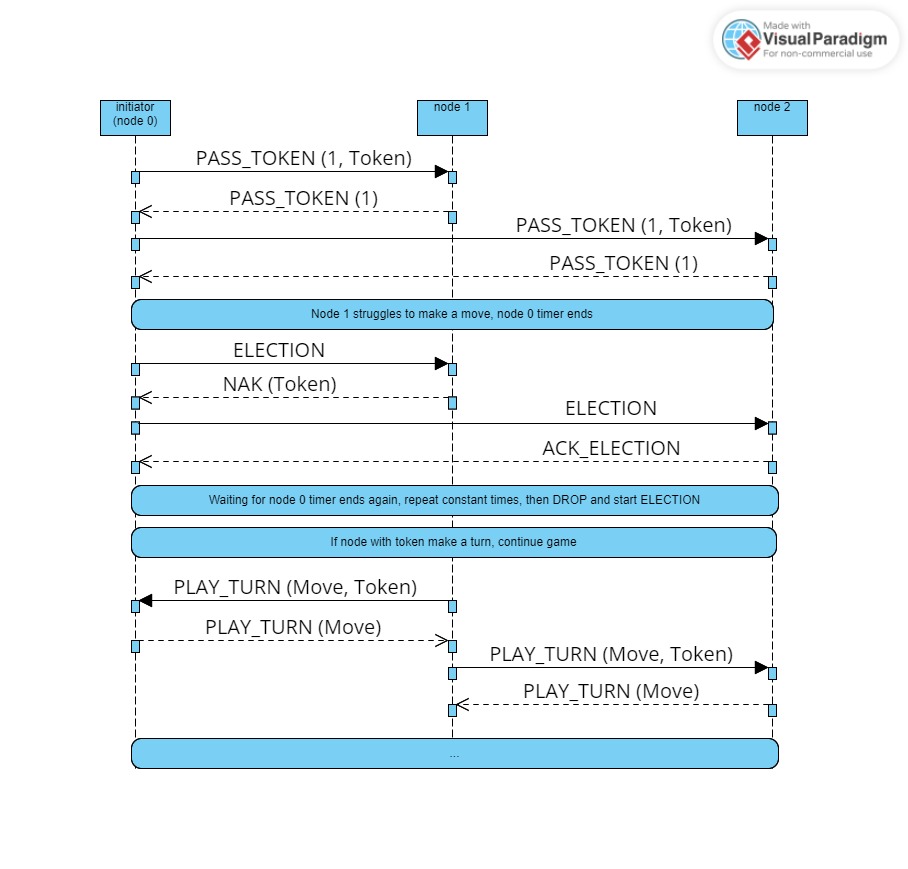 Made with
VisualParadigm
For non-commercial use
initiator
(node 0)
node 1
node 2
PASS_TOKEN (1, Token)
PASS_TOKEN (1)
PASS_TOKEN (1, Token)
PASS_TOKEN (1)
Node 1 struggles to make a move, node 0 timer ends
ELECTION
NAK (Token)
ELECTION
ACK_ELECTION
Waiting for node 0 timer ends again, repeat constant times, then DROP and start ELECTION
If node with token make a turn, continue game
PLAY_TURN (Move, Token)
PLAY_TURN (Move)
PLAY_TURN (Move, Token)
PLAY_TURN (Move)
...